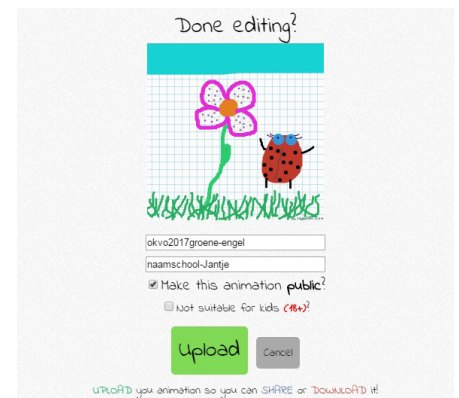 Done editing?
okvo2017groene-engel
naamschool-Jantje
Make this animation public?
Not suitable for kids (18+)?
Upload Cancel
UPLOAD you animation so you can SHARE or DOWNLOAD it!